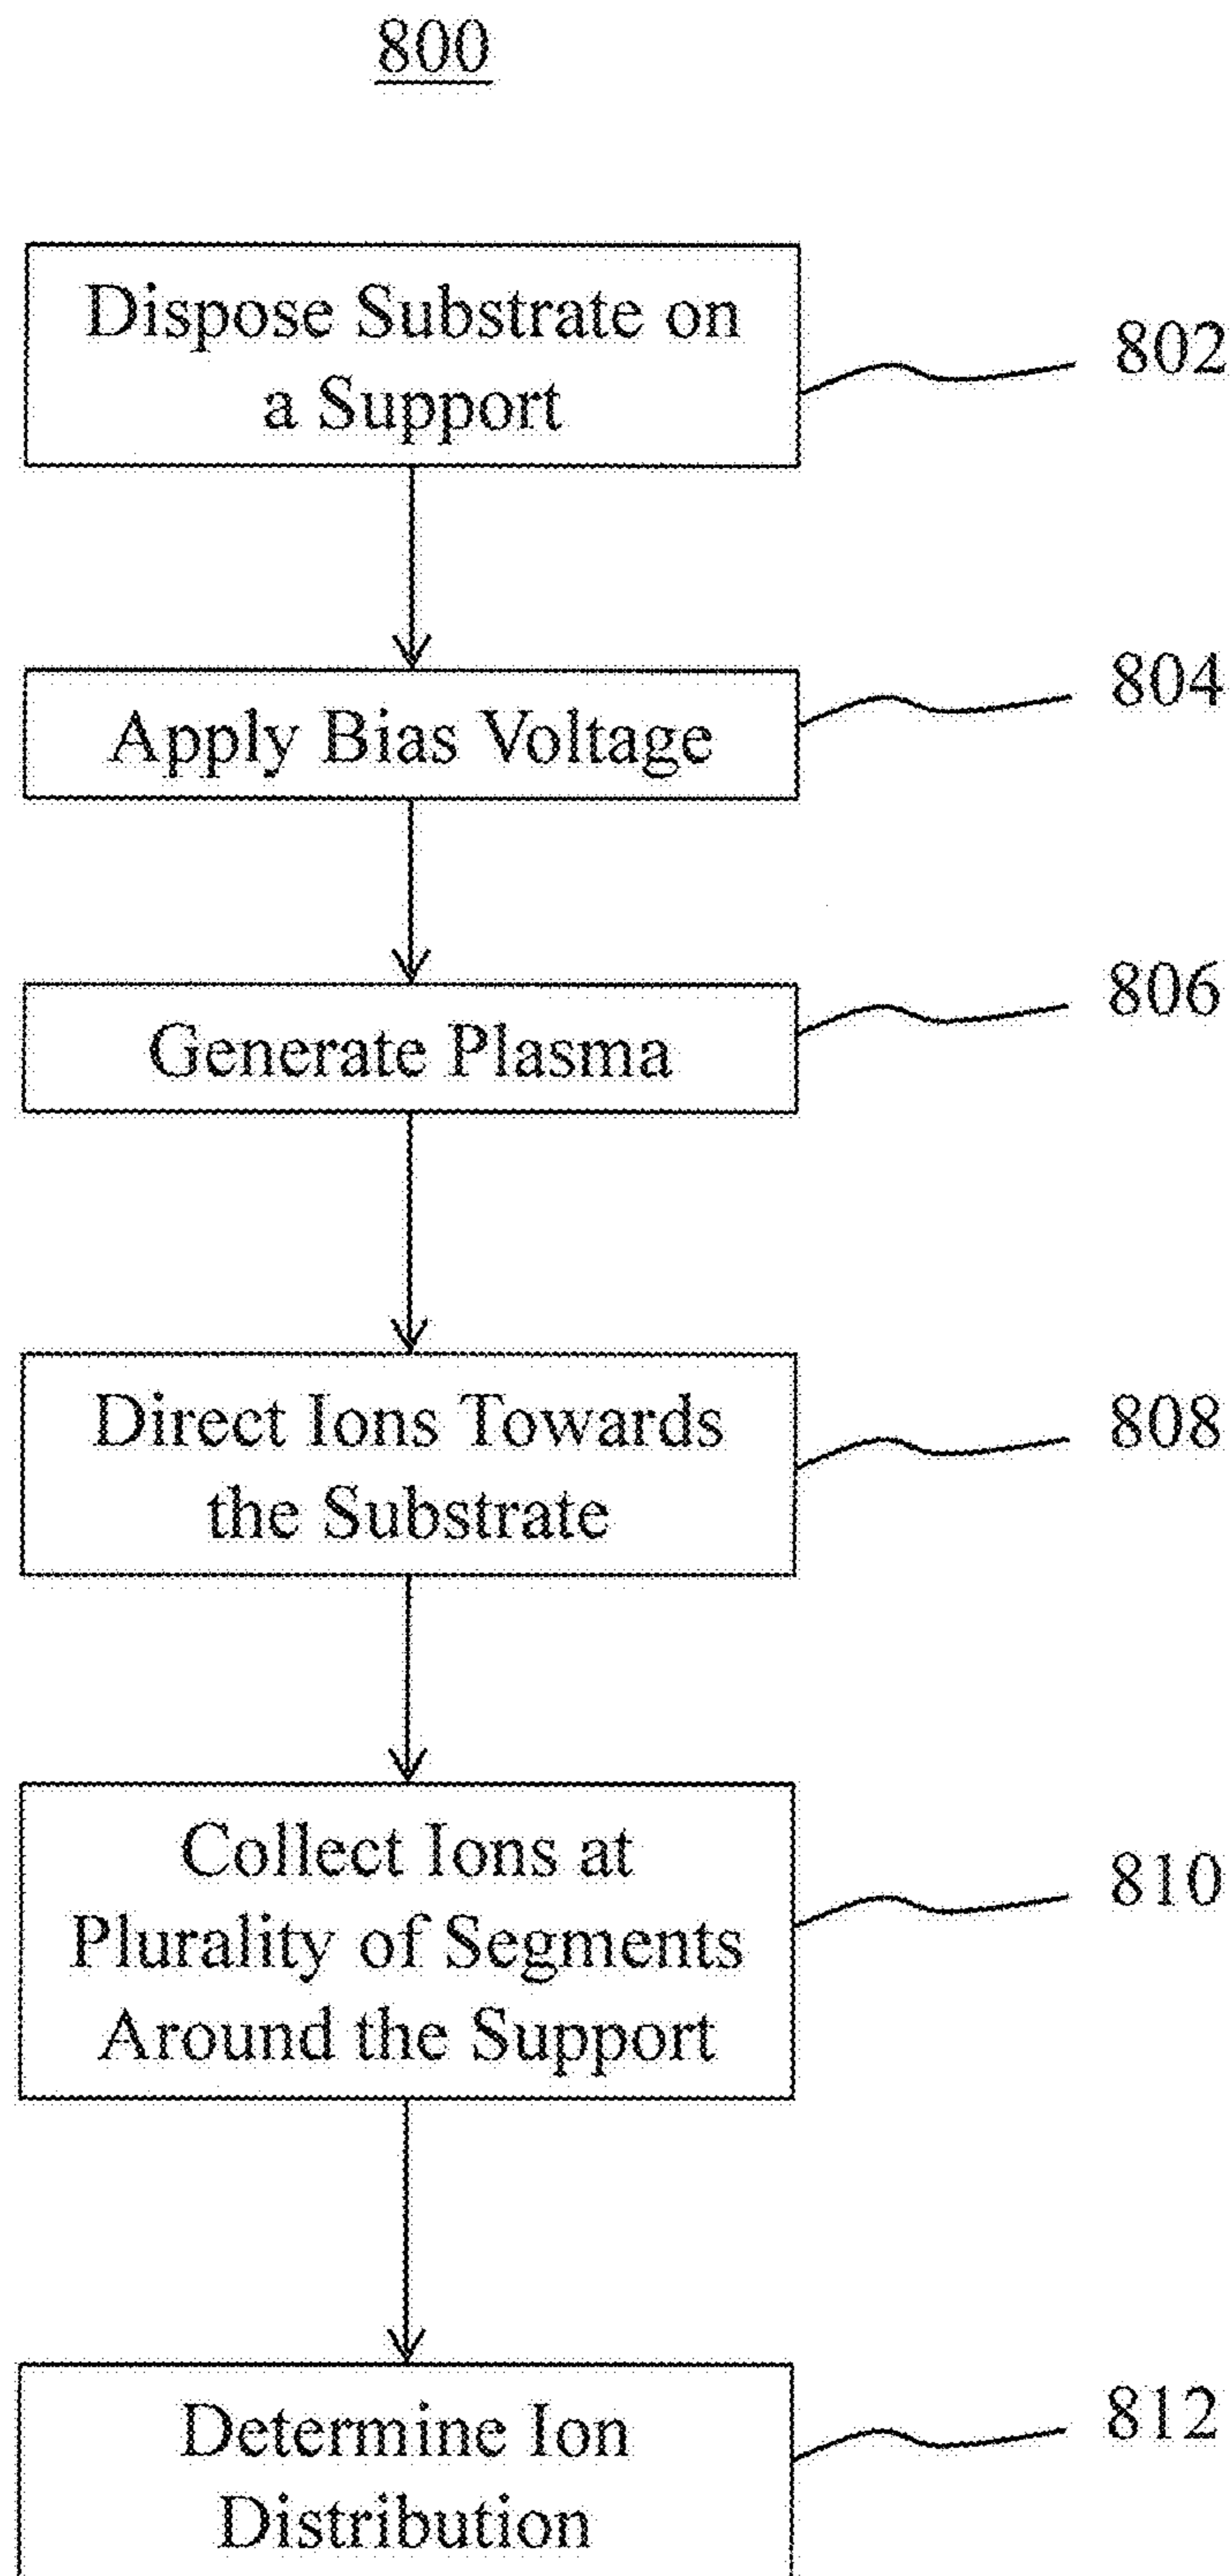 800
Dispose Substrate on
a Support
802
Apply Bias Voltage
804
Generate Plasma
806
Direct Ions Towards
the Substrate
808
Collect Ions at
Plurality of Segments
Around the Support
810
Determine Ion
Distribution
812